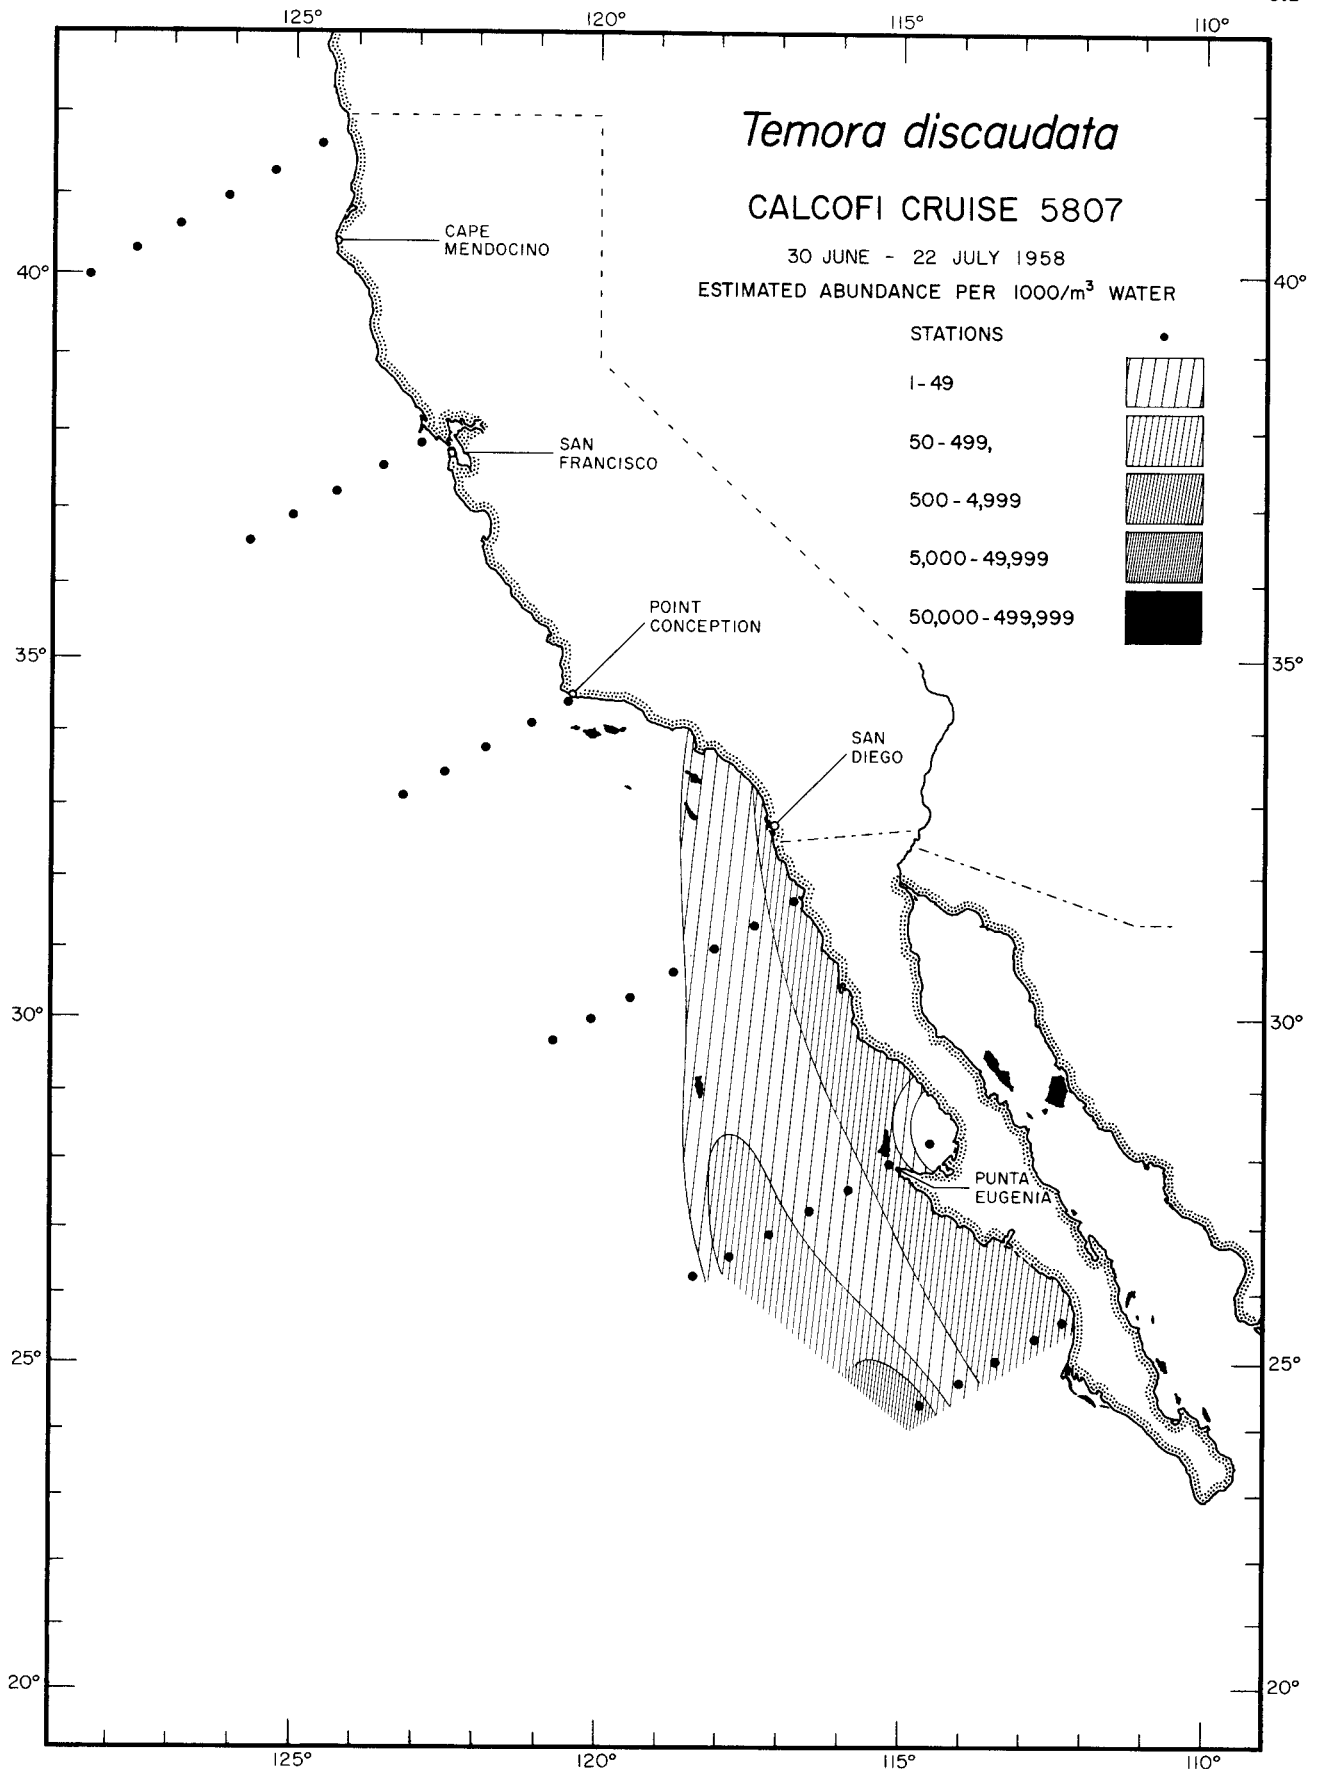 125°
120°
115°
110°
Temora discaudata
CALCOFI CRUISE 5807
30 JUNE - 22 JULY 1958
ESTIMATED ABUNDANCE PER 1000/m³ WATER
STATIONS
1-49
50-499,
500-4,999
5,000-49,999
50,000-499,999
CAPE
MENDOCINO
40°
40°
SAN
FRANCISCO
POINT
CONCEPTION
35°
35°
SAN
DIEGO
30°
30°
PUNTA
EUGENIA
25°
25°
20°
20°
125°
120°
115°
110°